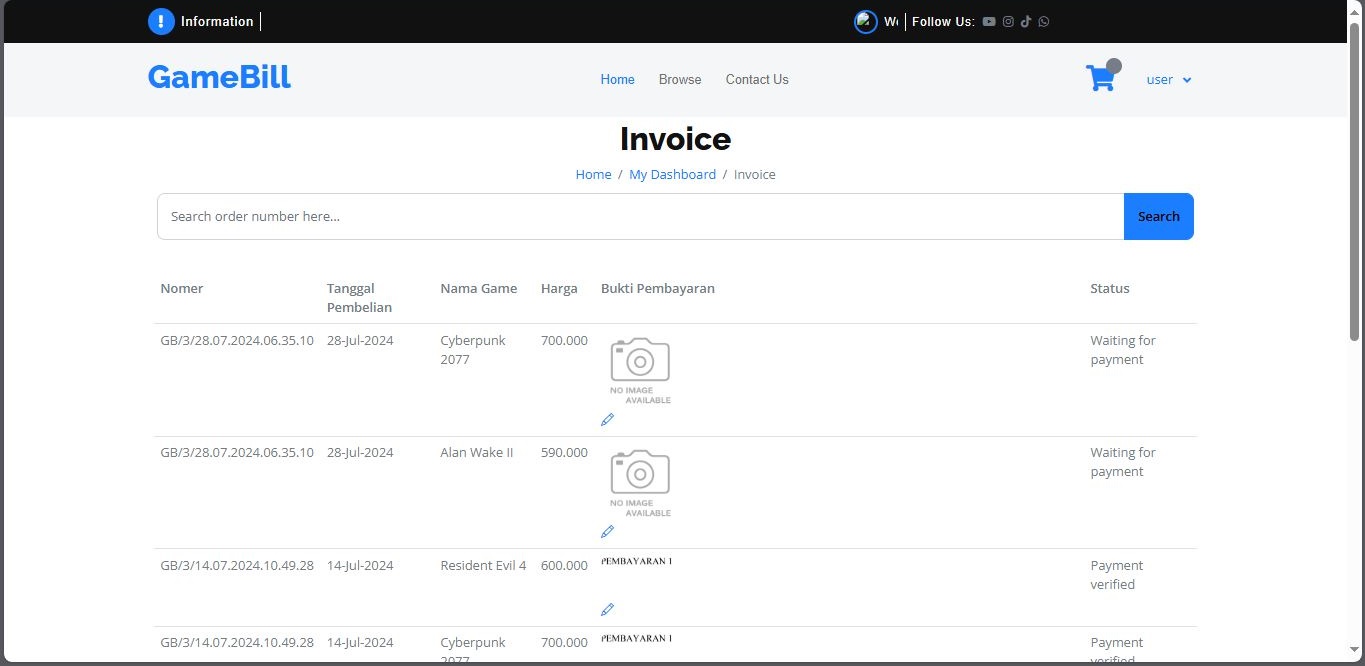 Information
Follow Us:
GameBill
Home Browse Contact Us
user
Invoice
Home / My Dashboard / Invoice
Search order number here...
Search
Nomer Tanggal Pembelian Nama Game Harga Bukti Pembayaran Status
GB/3/28.07.2024.06.35.10 28-Jul-2024 Cyberpunk 2077 700.000 Waiting for payment
NO IMAGE
AVAILABLE
GB/3/28.07.2024.06.35.10 28-Jul-2024 Alan Wake II 590.000 Waiting for payment
NO IMAGE
AVAILABLE
GB/3/14.07.2024.10.49.28 14-Jul-2024 Resident Evil 4 600.000 PEMBAYARAN 1 Payment verified
GB/3/14.07.2024.10.49.28 14-Jul-2024 Cyberpunk 2077 700.000 PEMBAYARAN 1 Payment verified